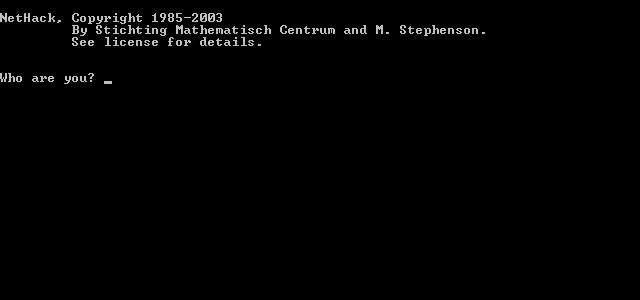 NetHack, Copyright 1985-2003
By Stichting Mathematisch Centrum and M. Stephenson.
See license for details.
Who are you? _